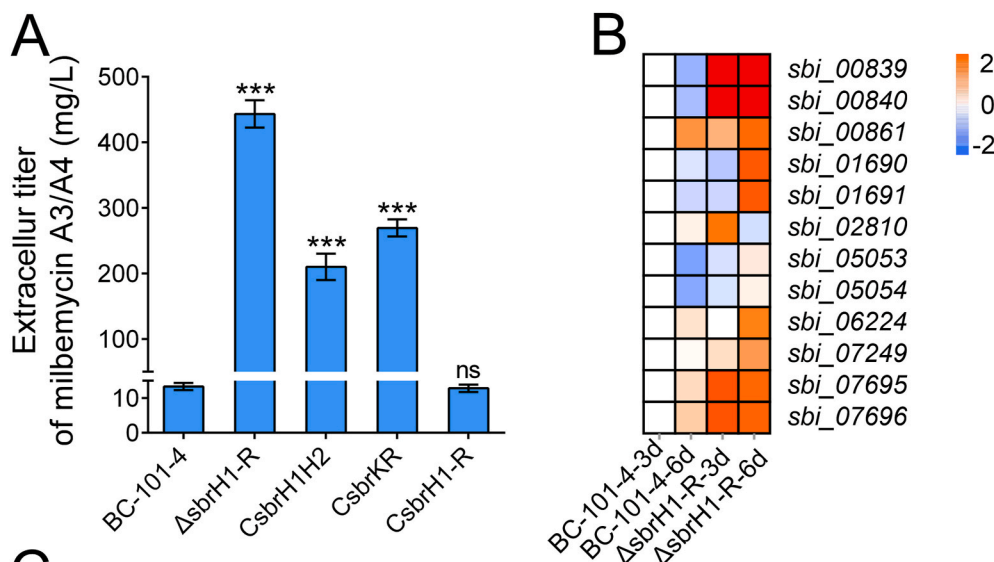 A
Extracellur titer
of milbemycin A3/A4 (mg/L)
500
400
300
200
100
10
0
***
***
***
ns
BC-101-4
ΔsbrH1-R
CsbrH1H2
CsbrKR
CsbrH1-R
B
sbi_00839
sbi_00840
sbi_00861
sbi_01690
sbi_01691
sbi_02810
sbi_05053
sbi_05054
sbi_06224
sbi_07249
sbi_07695
sbi_07696
BC-101-4-3d
BC-101-4-6d
ΔsbrH1-R-3d
ΔsbrH1-R-6d
2
0
-2